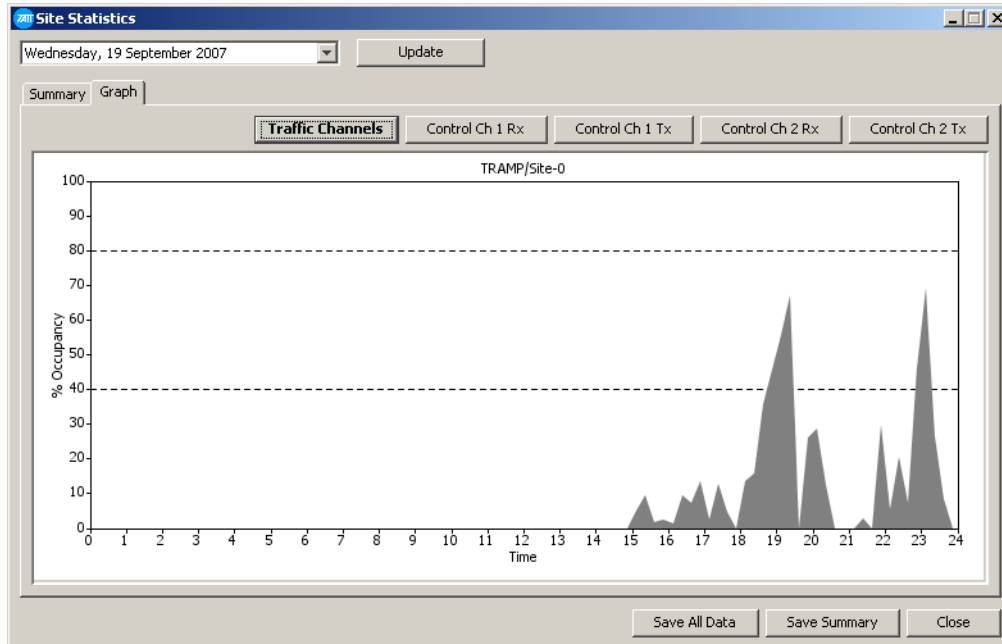 TAIT Site Statistics
Wednesday, 19 September 2007 Update
Summary Graph
Traffic Channels Control Ch 1 Rx Control Ch 1 Tx Control Ch 2 Rx Control Ch 2 Tx
TRAMP/Site-0
100
90
80
70
60
50
40
30
20
10
0
% Occupancy
0 1 2 3 4 5 6 7 8 9 10 11 12 13 14 15 16 17 18 19 20 21 22 23 24
Time
Save All Data Save Summary Close